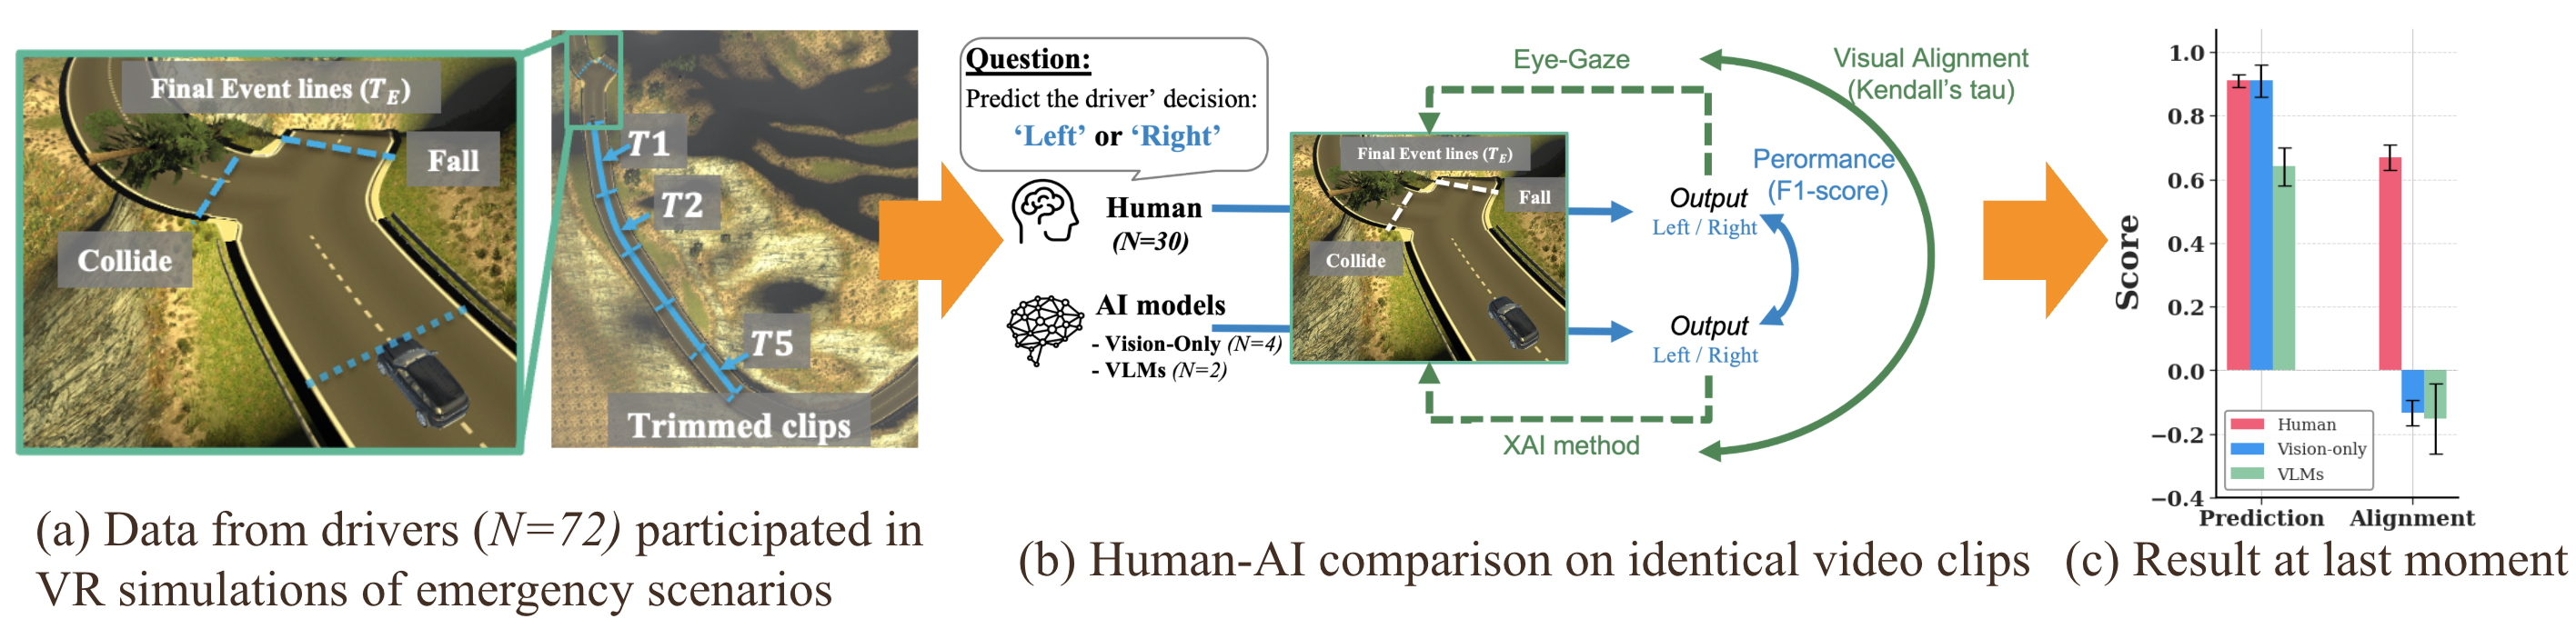 Final Event lines (T_E)
Fall
Collide
T1
T2
T5
Trimmed clips
(a) Data from drivers (N=72) participated in
VR simulations of emergency scenarios
Question:
Predict the driver' decision:
‘Left’ or ‘Right’
Human
(N=30)
AI models
- Vision-Only (N=4)
- VLMs (N=2)
Eye-Gaze
Final Event lines (T_E)
Fall
Collide
XAI method
Output
Left / Right
Output
Left / Right
Perormance
(F1-score)
Visual Alignment
(Kendall's tau)
(b) Human-AI comparison on identical video clips
Score
1.0
0.8
0.6
0.4
0.2
0.0
−0.2
−0.4
Human
Vision-only
VLMs
Prediction Alignment
(c) Result at last moment